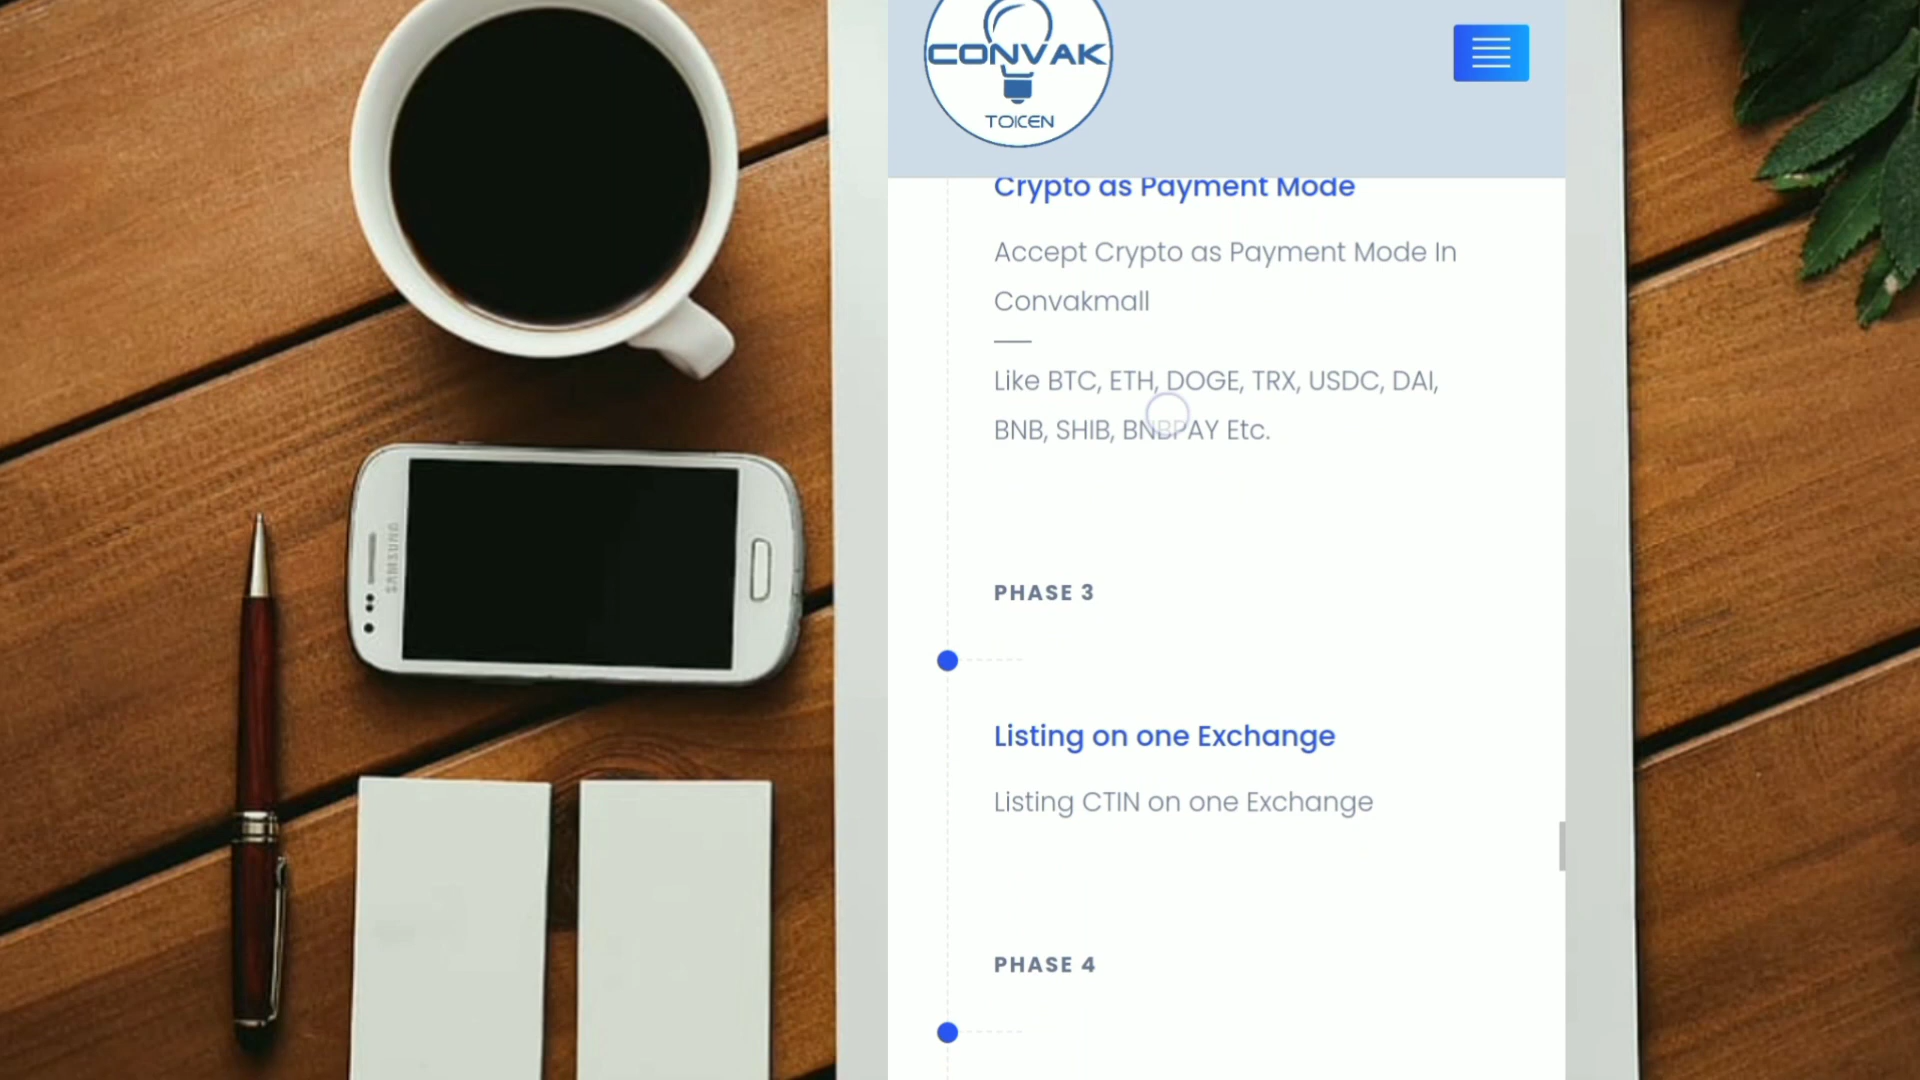 CONVAK
TOICEN
Crypto as Payment Mode
Accept Crypto as Payment Mode In
Convakmall
Like BTC, ETH, DOGE, TRX, USDC, DAI,
BNB, SHIB, BNBPAY Etc.
PHASE 3
Listing on one Exchange
Listing CTIN on one Exchange
PHASE 4
SAMSUNG